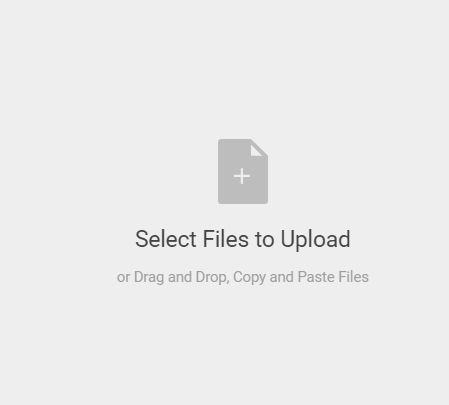 Select Files to Upload
or Drag and Drop, Copy and Paste Files